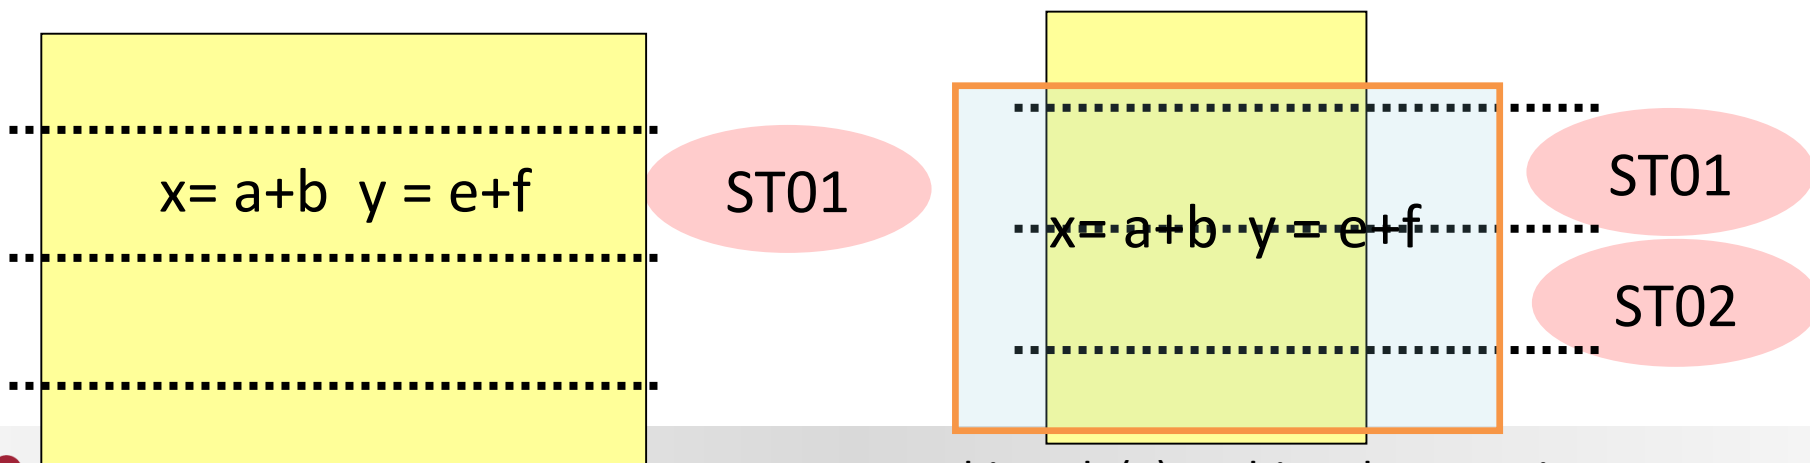 x= a+b  y = e+f
ST01
x= a+b  y = e+f
ST01
ST02